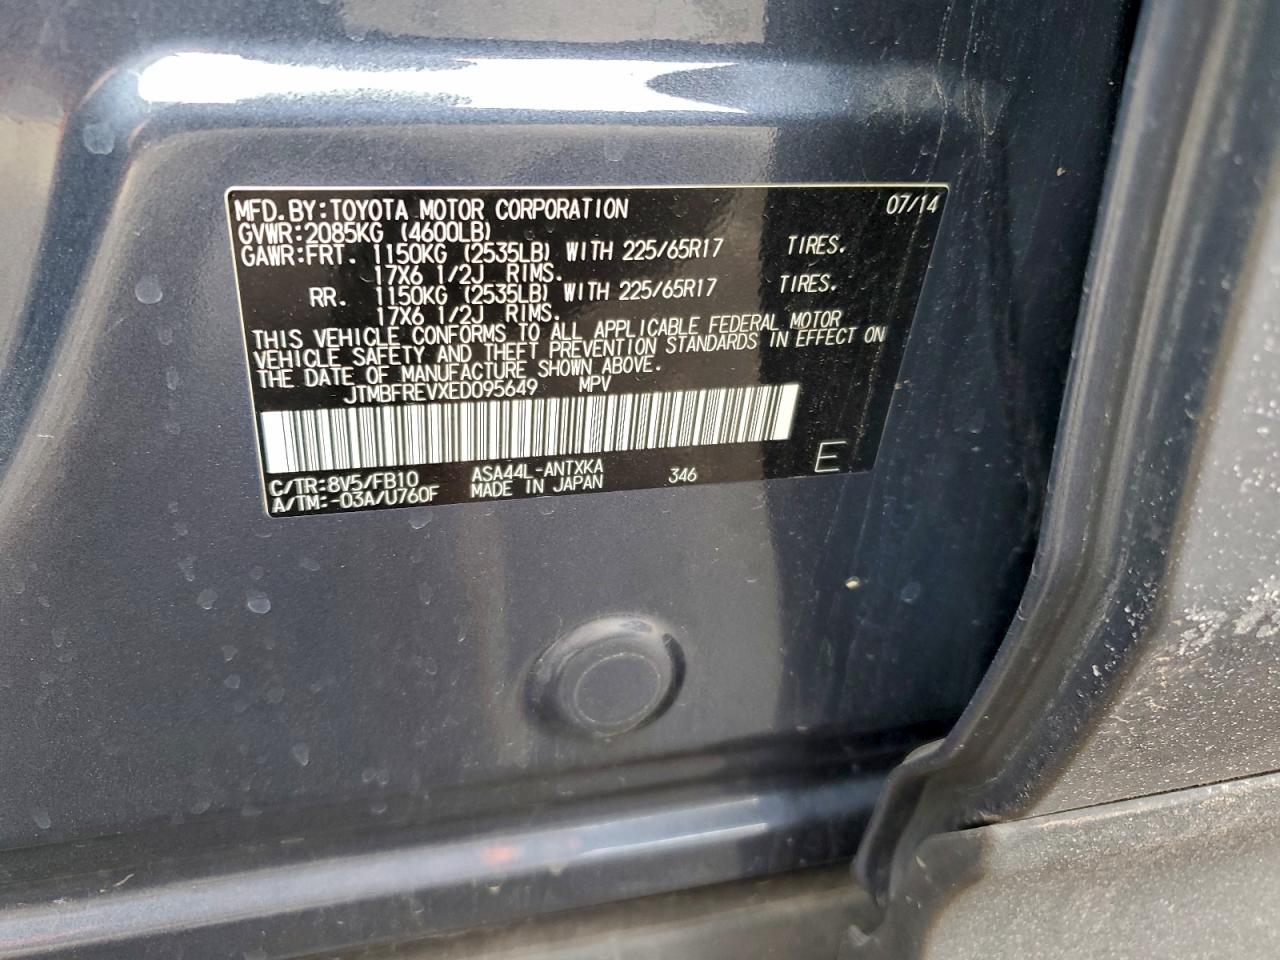 MFD.BY:TOYOTA MOTOR CORPORATION 07/14
GVWR:2085KG (4600LB)
GAWR:FRT. 1150KG (2535LB) WITH 225/65R17 TIRES.
17X6 1/2J RIMS.
RR. 1150KG (2535LB) WITH 225/65R17 TIRES.
17X6 1/2J RIMS.
THIS VEHICLE CONFORMS TO ALL APPLICABLE FEDERAL MOTOR
VEHICLE SAFETY AND THEFT PREVENTION STANDARDS IN EFFECT ON
THE DATE OF MANUFACTURE SHOWN ABOVE.
JTMBFREVXED095649 MPV
C/TR:8V5/FB10 ASA44L-ANTXKA 346 E
A/TM:-03A/U760F MADE IN JAPAN